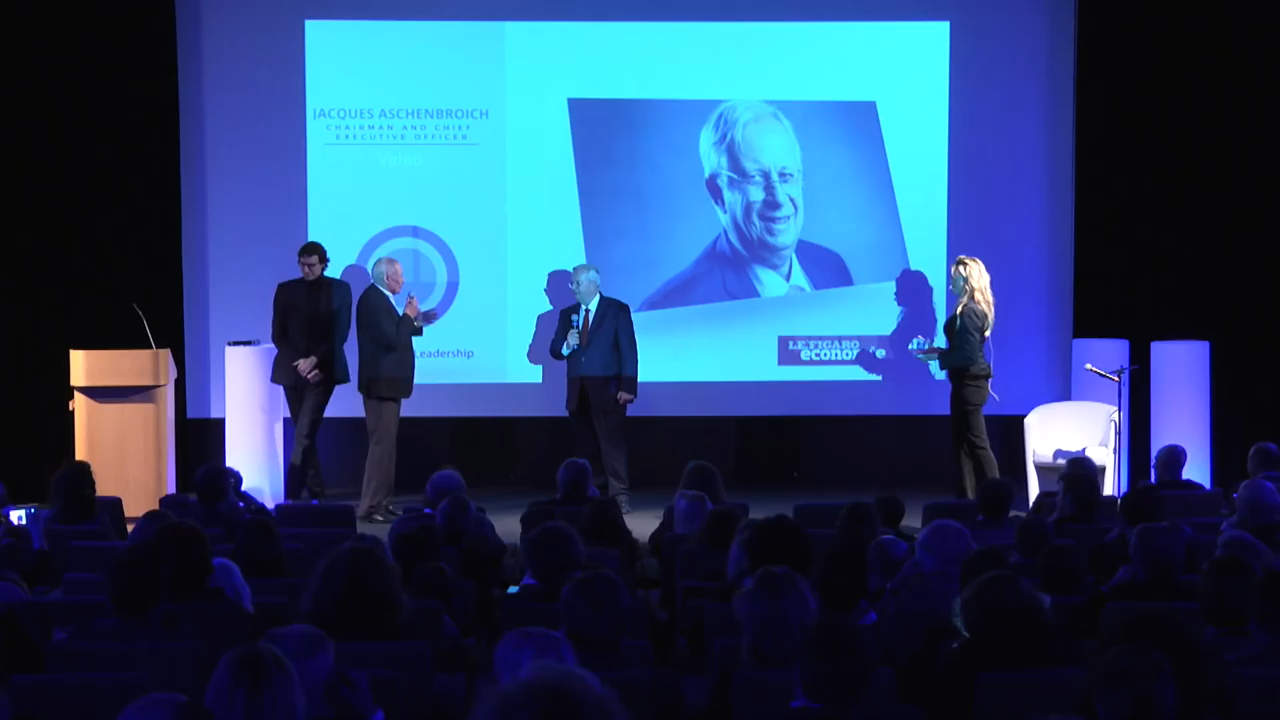 JACQUES ASCHENBROICH
CHAIRMAN AND CHIEF
EXECUTIVE OFFICER
Valeo
Leadership
LE FIGARO
économie